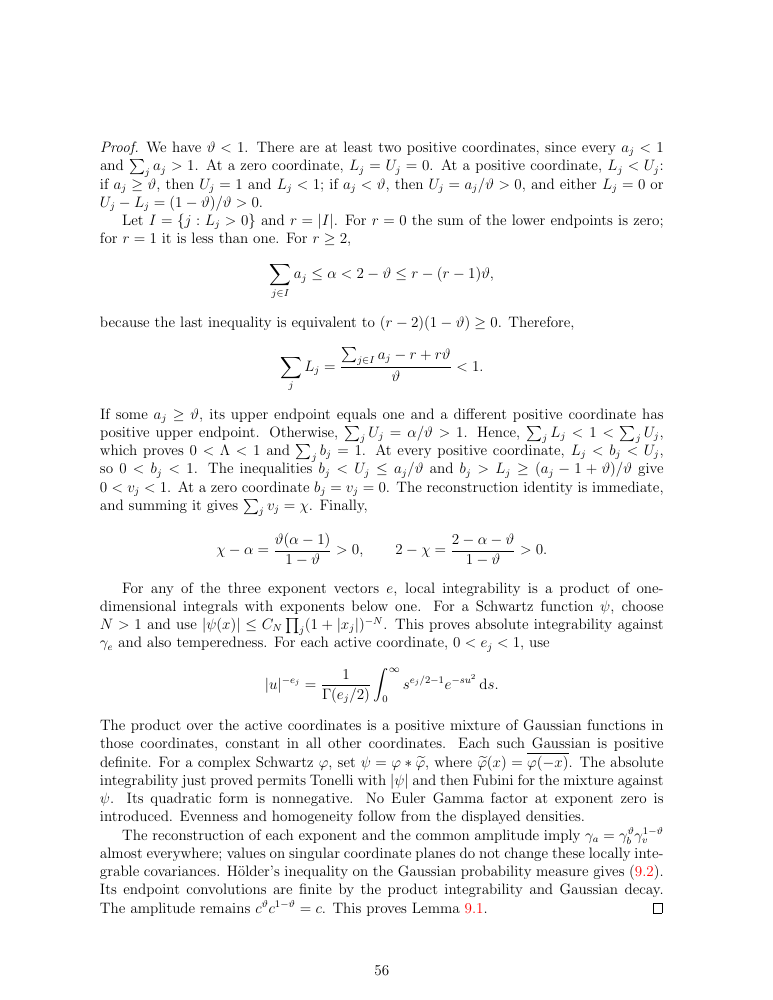 Proof. We have ϑ < 1. There are at least two positive coordinates, since every a_j < 1
and ∑_j a_j > 1. At a zero coordinate, L_j = U_j = 0. At a positive coordinate, L_j < U_j:
if a_j ≥ ϑ, then U_j = 1 and L_j < 1; if a_j < ϑ, then U_j = a_j/ϑ > 0, and either L_j = 0 or
U_j − L_j = (1 − ϑ)/ϑ > 0.
Let I = {j : L_j > 0} and r = |I|. For r = 0 the sum of the lower endpoints is zero;
for r = 1 it is less than one. For r ≥ 2,
∑_{j∈I} a_j ≤ α < 2 − ϑ ≤ r − (r − 1)ϑ,
because the last inequality is equivalent to (r − 2)(1 − ϑ) ≥ 0. Therefore,
∑_j L_j = (∑_{j∈I} a_j − r + rϑ)/ϑ < 1.
If some a_j ≥ ϑ, its upper endpoint equals one and a different positive coordinate has
positive upper endpoint. Otherwise, ∑_j U_j = α/ϑ > 1. Hence, ∑_j L_j < 1 < ∑_j U_j,
which proves 0 < Λ < 1 and ∑_j b_j = 1. At every positive coordinate, L_j < b_j < U_j,
so 0 < b_j < 1. The inequalities b_j < U_j ≤ a_j/ϑ and b_j > L_j ≥ (a_j − 1 + ϑ)/ϑ give
0 < v_j < 1. At a zero coordinate b_j = v_j = 0. The reconstruction identity is immediate,
and summing it gives ∑_j v_j = χ. Finally,
χ − α = ϑ(α − 1)/(1 − ϑ) > 0, 2 − χ = (2 − α − ϑ)/(1 − ϑ) > 0.
For any of the three exponent vectors e, local integrability is a product of one-
dimensional integrals with exponents below one. For a Schwartz function ψ, choose
N > 1 and use |ψ(x)| ≤ C_N ∏_j(1 + |x_j|)^{−N}. This proves absolute integrability against
γ_e and also temperedness. For each active coordinate, 0 < e_j < 1, use
|u|^{−e_j} = 1/Γ(e_j/2) ∫_0^∞ s^{e_j/2−1} e^{−su^2} ds.
The product over the active coordinates is a positive mixture of Gaussian functions in
those coordinates, constant in all other coordinates. Each such Gaussian is positive
definite. For a complex Schwartz φ, set ψ = φ ∗ φ̃, where φ̃(x) = \overline{φ(−x)}. The absolute
integrability just proved permits Tonelli with |ψ| and then Fubini for the mixture against
ψ. Its quadratic form is nonnegative. No Euler Gamma factor at exponent zero is
introduced. Evenness and homogeneity follow from the displayed densities.
The reconstruction of each exponent and the common amplitude imply γ_a = γ_b^ϑ γ_v^{1−ϑ}
almost everywhere; values on singular coordinate planes do not change these locally inte-
grable covariances. Hölder's inequality on the Gaussian probability measure gives (9.2).
Its endpoint convolutions are finite by the product integrability and Gaussian decay.
The amplitude remains c^ϑ c^{1−ϑ} = c. This proves Lemma 9.1. □
56